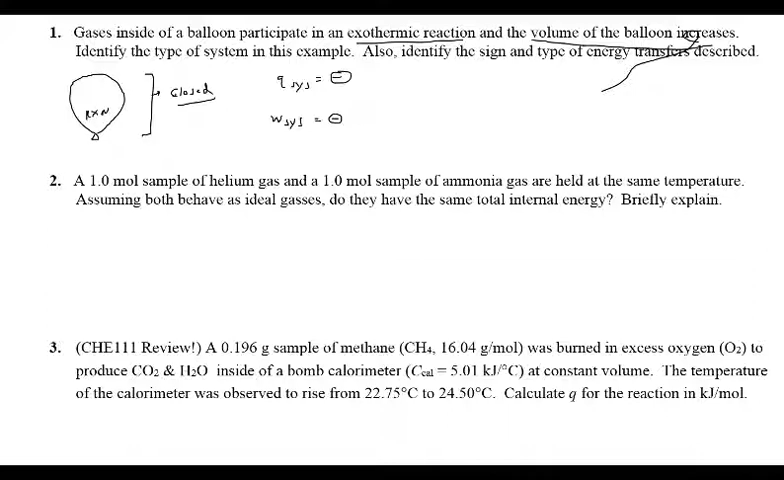 1. Gases inside of a balloon participate in an exothermic reaction and the volume of the balloon increases.
Identify the type of system in this example. Also, identify the sign and type of energy transfers described.
RXN
closed
q sys = ⊖
w sys = ⊖
2. A 1.0 mol sample of helium gas and a 1.0 mol sample of ammonia gas are held at the same temperature.
Assuming both behave as ideal gasses, do they have the same total internal energy? Briefly explain.
3. (CHE111 Review!) A 0.196 g sample of methane (CH₄, 16.04 g/mol) was burned in excess oxygen (O₂) to
produce CO₂ & H₂O inside of a bomb calorimeter (Ccal = 5.01 kJ/°C) at constant volume. The temperature
of the calorimeter was observed to rise from 22.75°C to 24.50°C. Calculate q for the reaction in kJ/mol.